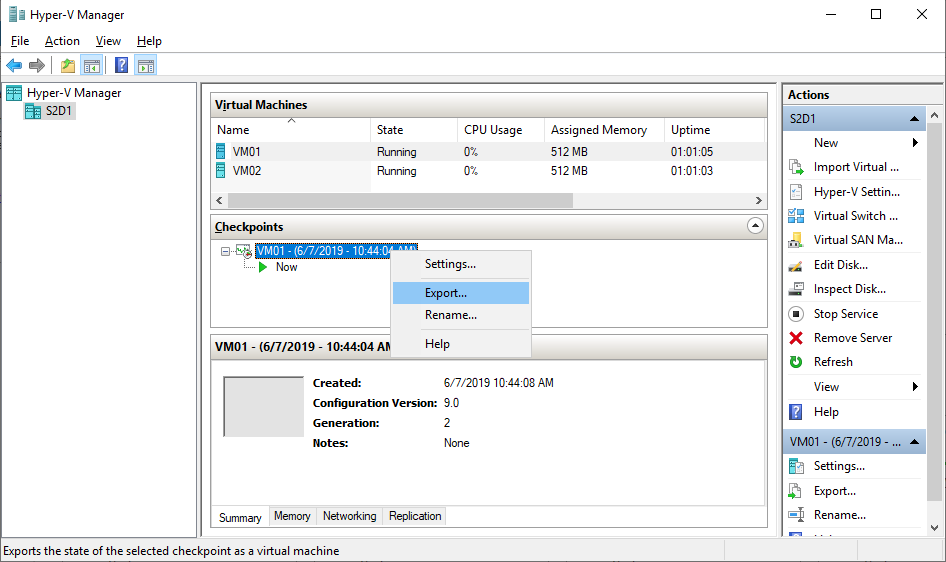 Hyper-V Manager
File Action View Help
Hyper-V Manager
S2D1
Virtual Machines
Name State CPU Usage Assigned Memory Uptime
VM01 Running 0% 512 MB 01:01:05
VM02 Running 0% 512 MB 01:01:03
Checkpoints
VM01 - (6/7/2019 - 10:44:04 AM)
Now
Settings...
Export...
Rename...
Help
VM01 - (6/7/2019 - 10:44:04 AM
Created: 6/7/2019 10:44:08 AM
Configuration Version: 9.0
Generation: 2
Notes: None
Summary Memory Networking Replication
Actions
S2D1
New
Import Virtual ...
Hyper-V Settin...
Virtual Switch ...
Virtual SAN Ma...
Edit Disk...
Inspect Disk...
Stop Service
Remove Server
Refresh
View
Help
VM01 - (6/7/2019 - ...
Settings...
Export...
Rename...
Exports the state of the selected checkpoint as a virtual machine